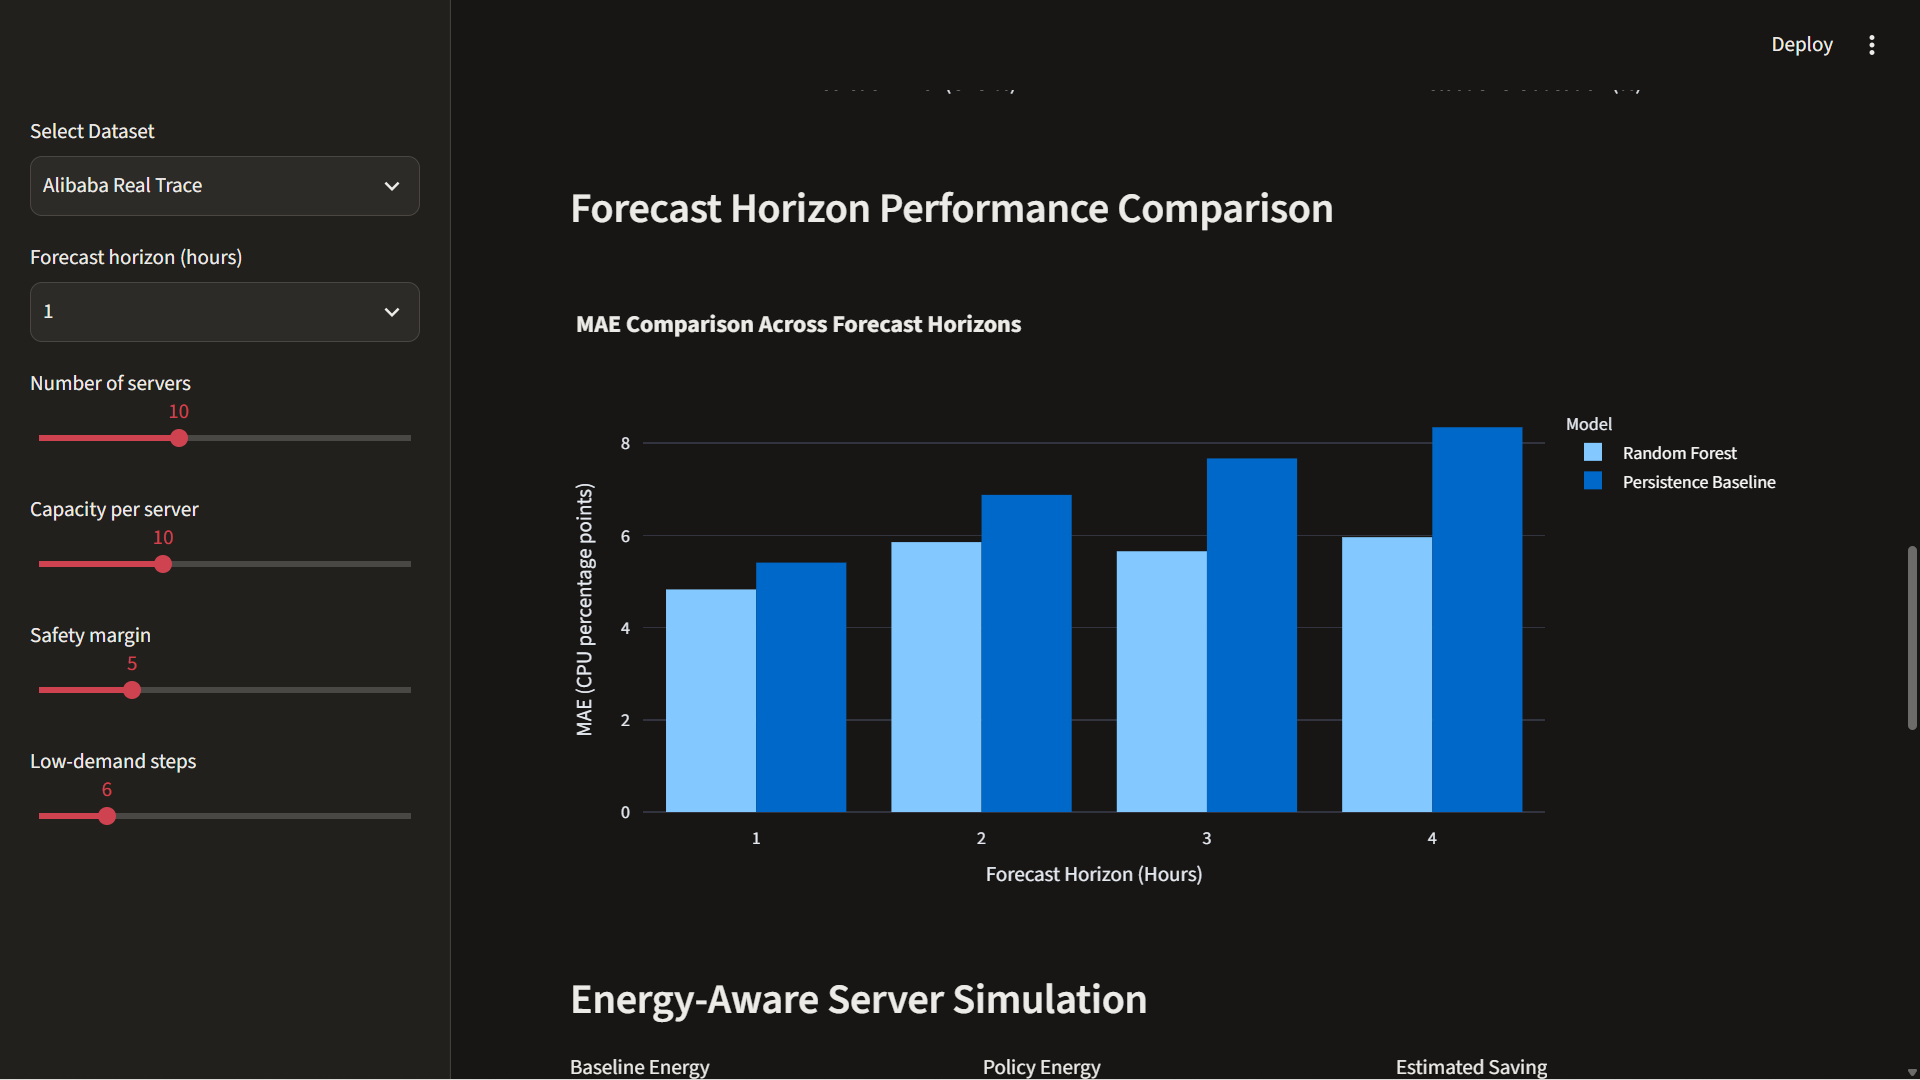 Deploy
Select Dataset
Alibaba Real Trace
Forecast horizon (hours)
1
Number of servers
10
Capacity per server
10
Safety margin
5
Low-demand steps
6
Forecast Horizon Performance Comparison
MAE Comparison Across Forecast Horizons
Model
Random Forest
Persistence Baseline
MAE (CPU percentage points)
8
6
4
2
0
1 2 3 4
Forecast Horizon (Hours)
Energy-Aware Server Simulation
Baseline Energy Policy Energy Estimated Saving